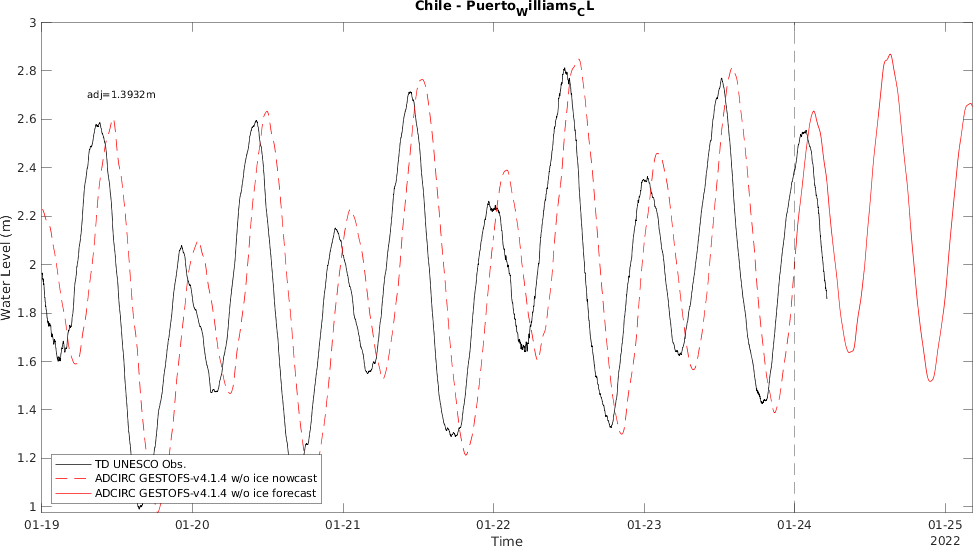 Chile - PuertoWilliamsCL
3
2.8
adj=1.3932m
2.6
2.4
2.2
2
1.8
1.6
1.4
1.2
1
Water Level (m)
TD UNESCO Obs.
ADCIRC GESTOFS-v4.1.4 w/o ice nowcast
ADCIRC GESTOFS-v4.1.4 w/o ice forecast
01-19 01-20 01-21 01-22 01-23 01-24 01-25
Time 2022